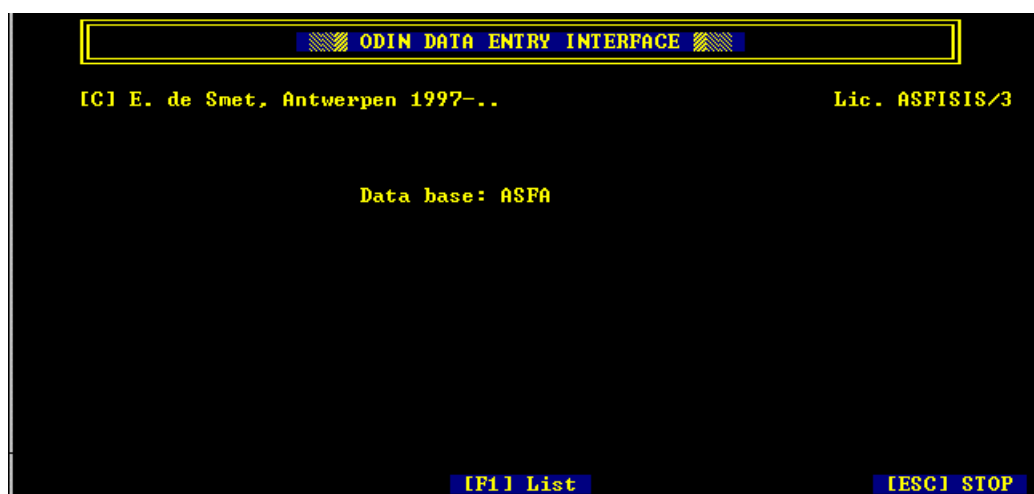 ODIN DATA ENTRY INTERFACE
[C] E. de Smet, Antwerpen 1997-.. Lic. ASFISIS/3
Data base: ASFA
[F1] List [ESC] STOP